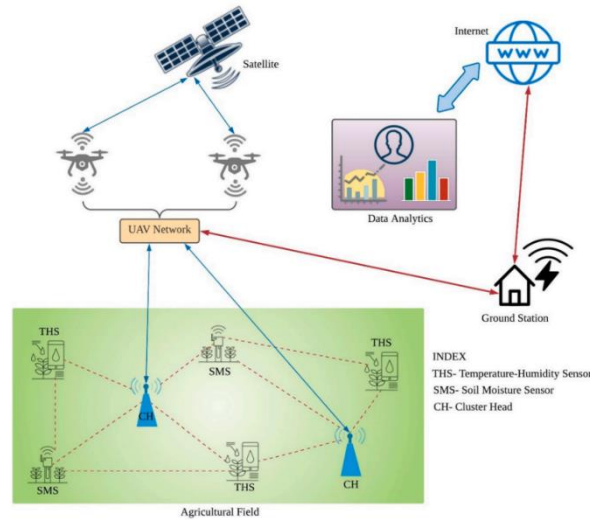 Internet
WWW
Satellite
Data Analytics
UAV Network
Ground Station
THS
SMS
THS
CH
SMS
THS
CH
INDEX
THS- Temperature-Humidity Sensor
SMS- Soil Moisture Sensor
CH- Cluster Head
Agricultural Field